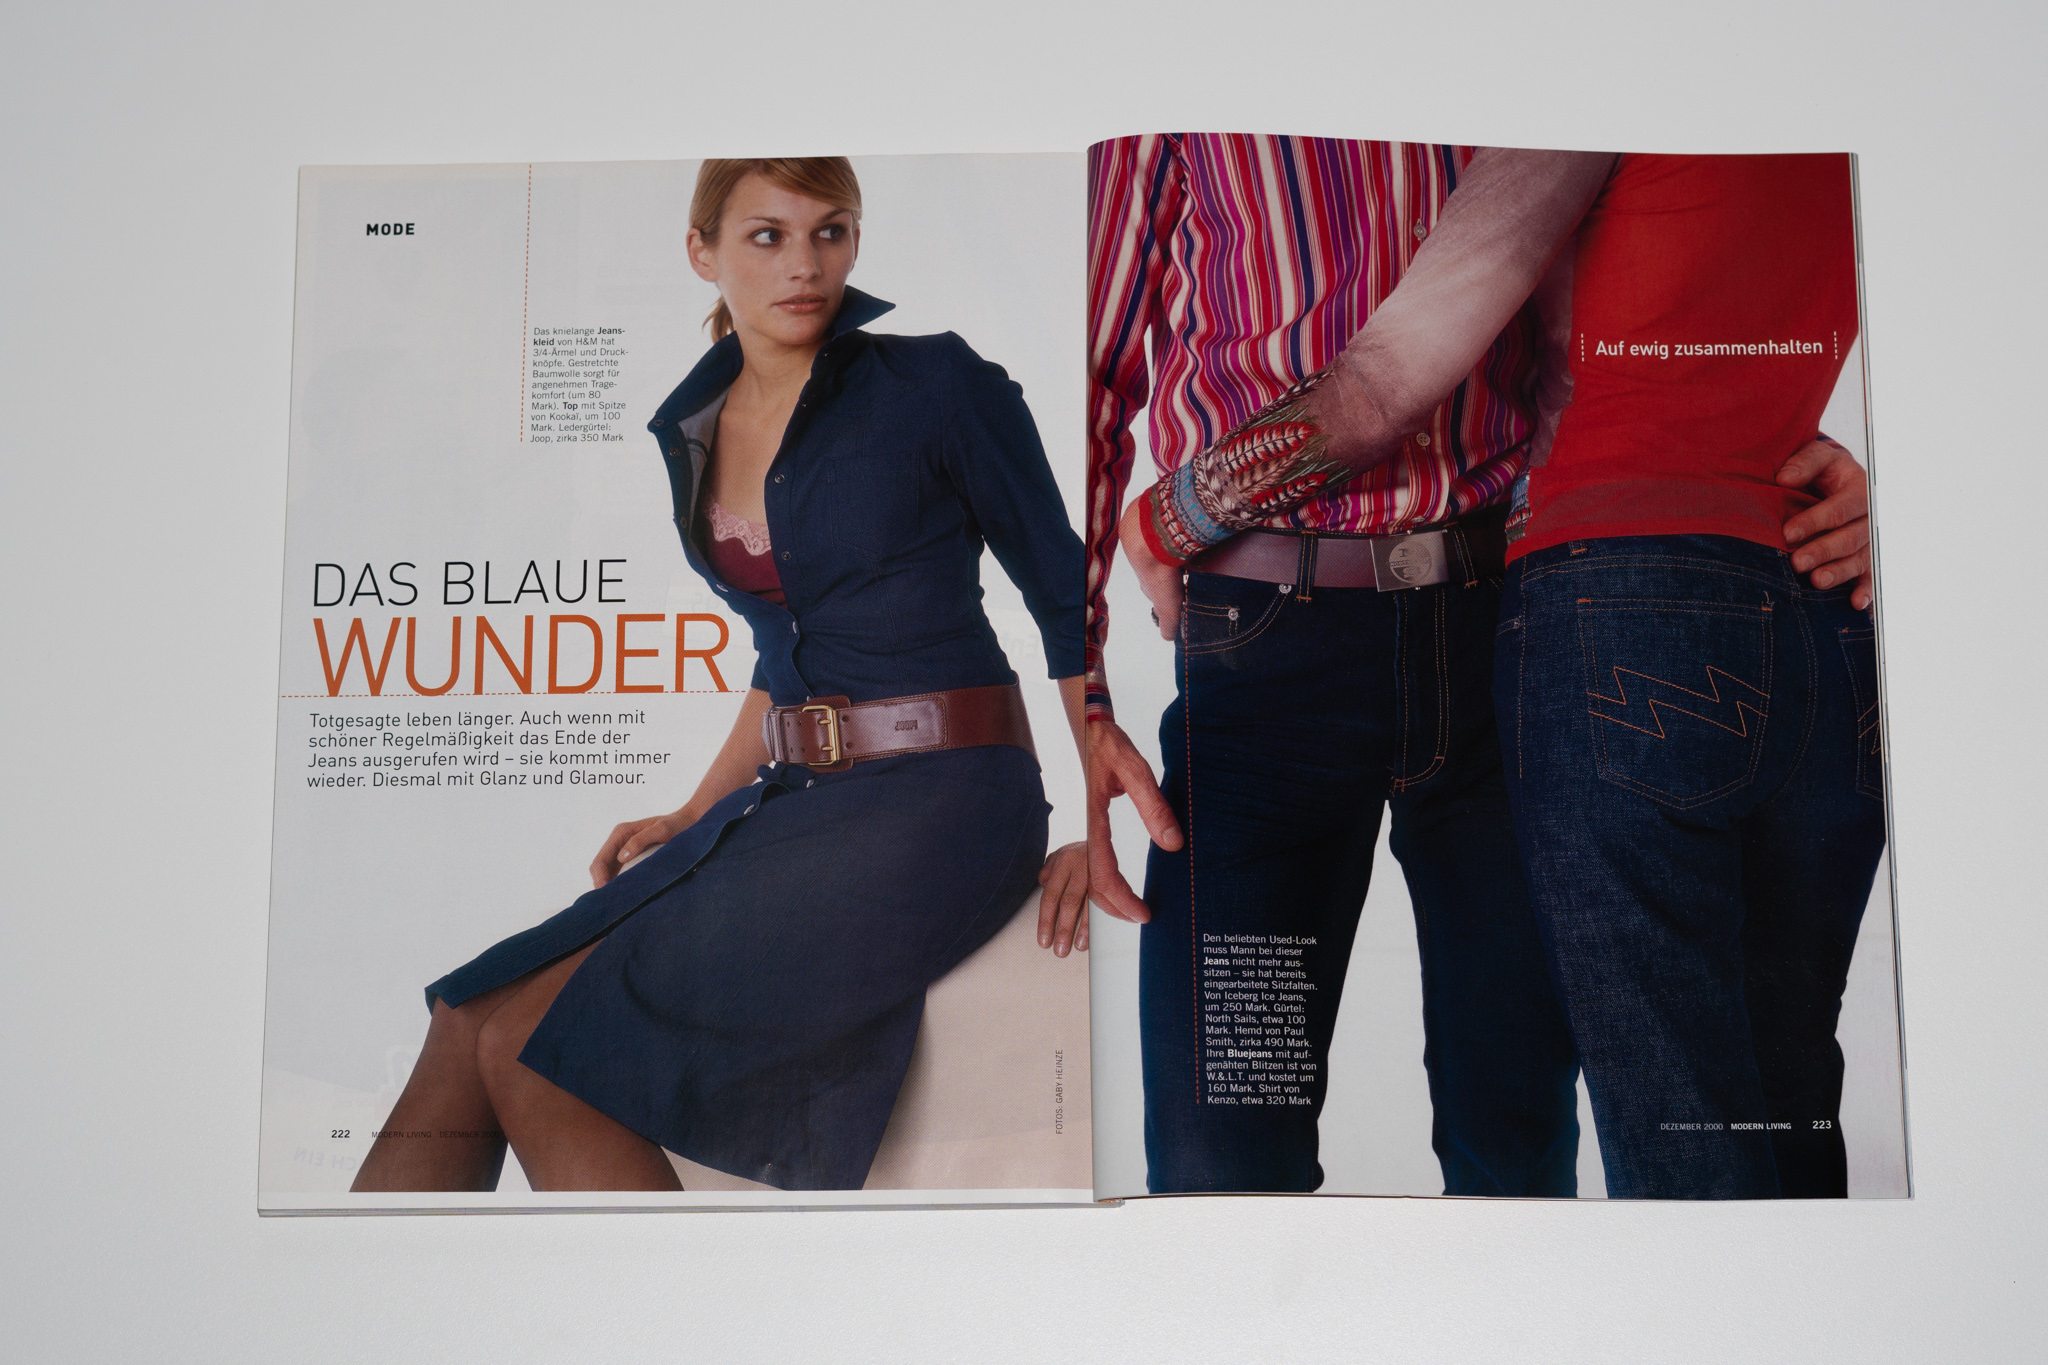 MODE
Das knielange Jeans-
kleid von H&M hat
3/4-Ärmel und Druck-
knöpfe. Gestretchte
Baumwolle sorgt für
angenehmen Trage-
komfort (um 80
Mark). Top mit Spitze
von Kookaï, um 100
Mark. Ledergürtel:
Joop, zirka 350 Mark
DAS BLAUE
WUNDER
Totgesagte leben länger. Auch wenn mit
schöner Regelmäßigkeit das Ende der
Jeans ausgerufen wird – sie kommt immer
wieder. Diesmal mit Glanz und Glamour.
FOTOS: GABY HEINZE
222 MODERN LIVING DEZEMBER 2000
Auf ewig zusammenhalten
Den beliebten Used-Look
muss Mann bei dieser
Jeans nicht mehr aus-
sitzen – sie hat bereits
eingearbeitete Sitzfalten.
Von Iceberg Ice Jeans,
um 250 Mark. Gürtel:
North Sails, etwa 100
Mark. Hemd von Paul
Smith, zirka 490 Mark.
Ihre Bluejeans mit auf-
genähten Blitzen ist von
W.&.L.T. und kostet um
160 Mark. Shirt von
Kenzo, etwa 320 Mark
DEZEMBER 2000 MODERN LIVING 223